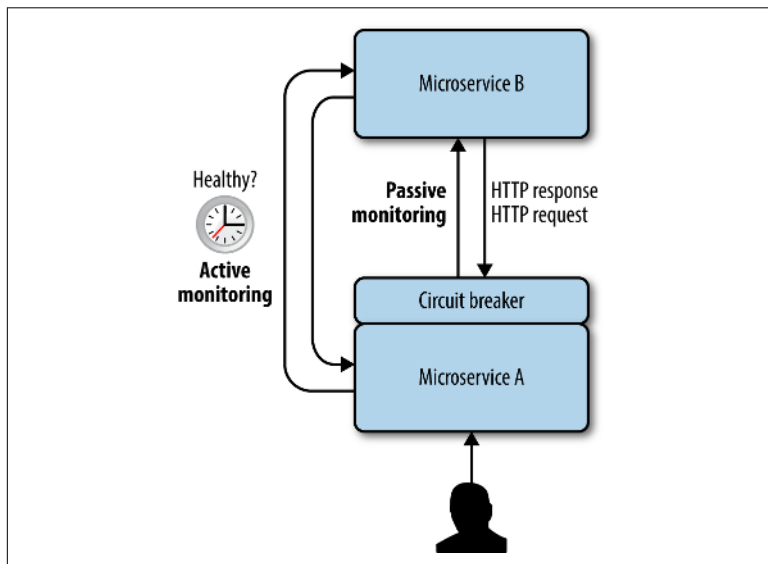 Microservice B
Healthy?
Passive
monitoring
HTTP response
HTTP request
Active
monitoring
Circuit breaker
Microservice A